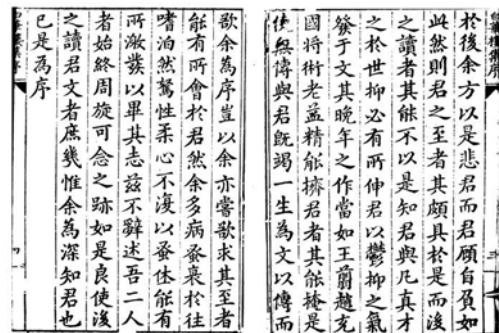 於後余方以是悲君而君顧自負如
此然則君之至者其頗具於是而後
之讀者其能不以是知君與凡真才
之於世抑必有所伸君以鬱抑之氣
發于文其晚年之作當如王翦趙充
國將術老益精能擯君者其能掩是
使無傳與君既竭一生為文以傳而
欲余為序豈以余亦嘗欲求其至者
能有所會於君然余多病蚤衰於往
嗜泊然驁性柔心不復以蚤佚能有
所激發以畢其志茲不辭述吾二人
者始終周旋可念之跡如是良使後
之讀君文者庶幾惟余為深知君也
已是為序